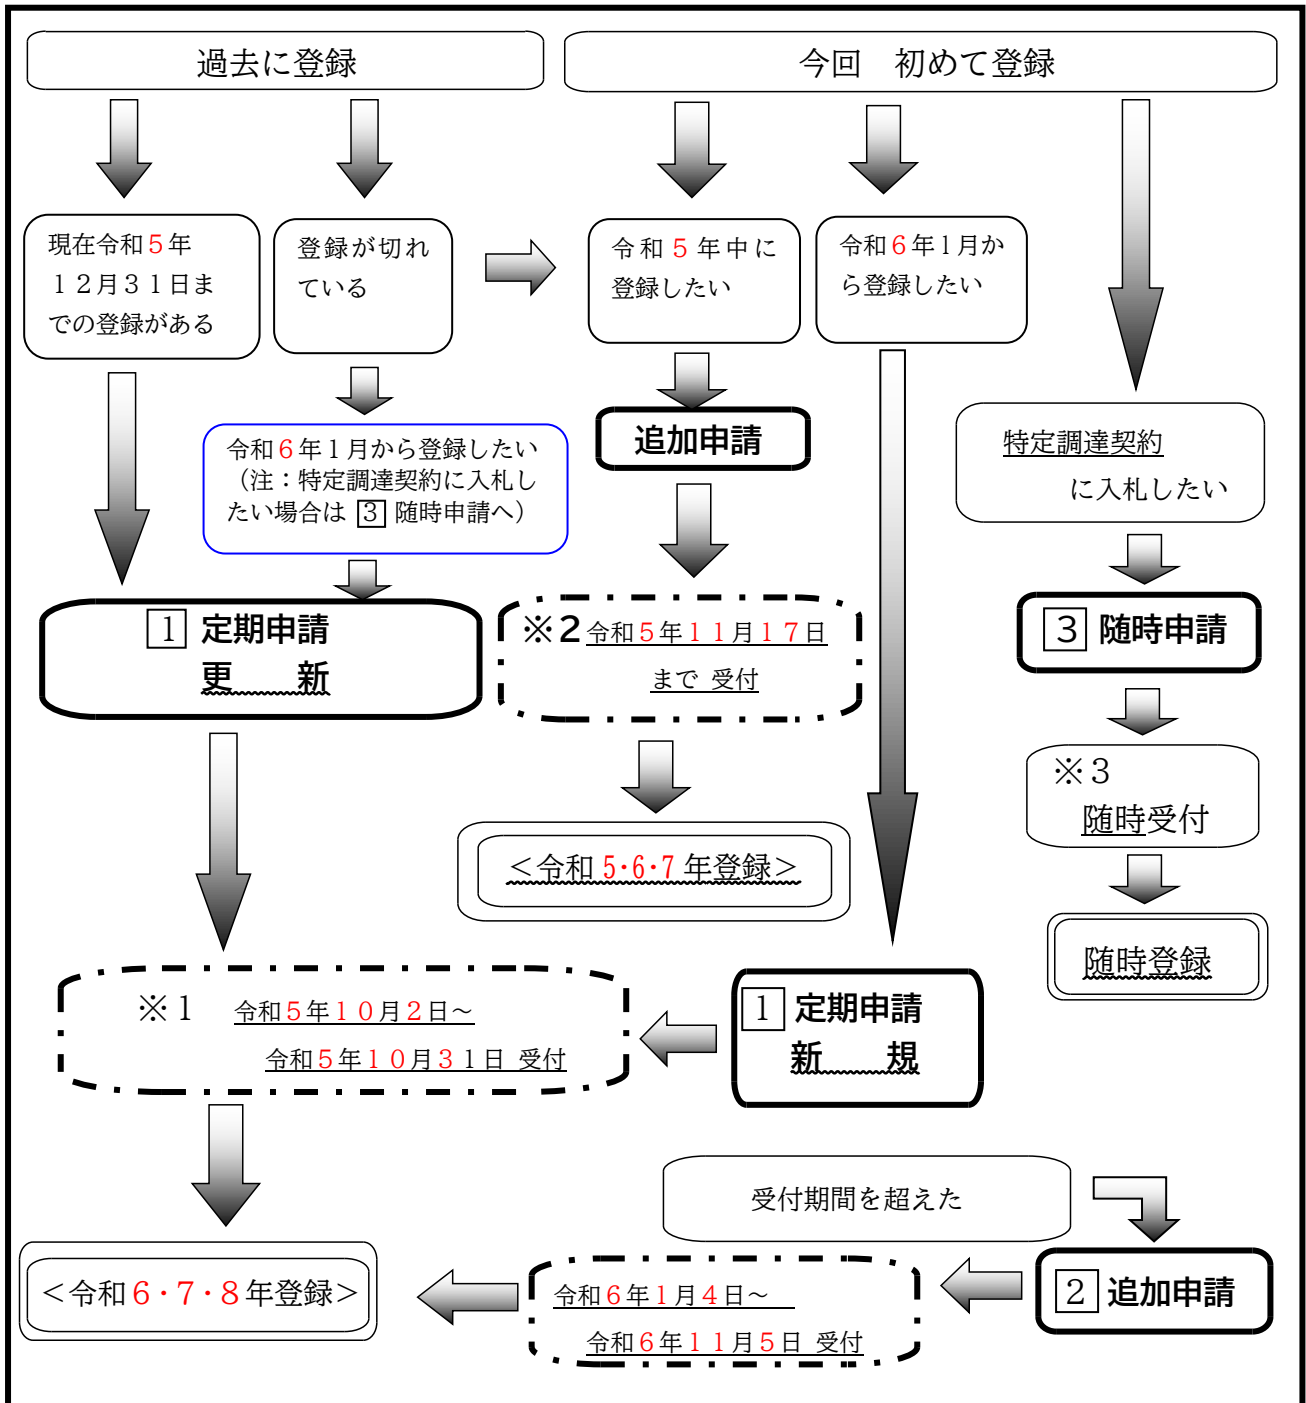 過去に登録
今回　初めて登録
現在令和５年
１２月３１日ま
での登録がある
登録が切れ
ている
令和５年中に
登録したい
令和６年１月か
ら登録したい
令和６年１月から登録したい
（注：特定調達契約に入札し
たい場合は 3 随時申請へ）
追加申請
特定調達契約
に入札したい
1 定期申請
更　　新
※2 令和５年１１月１７日
まで 受付
3 随時申請
※３
随時受付
＜令和 5･6･7 年登録＞
随時登録
※１　令和５年１０月２日～
令和５年１０月３１日 受付
1 定期申請
新　　規
受付期間を超えた
＜令和６・７・８年登録＞
令和６年１月４日～
令和６年１１月５日 受付
2 追加申請